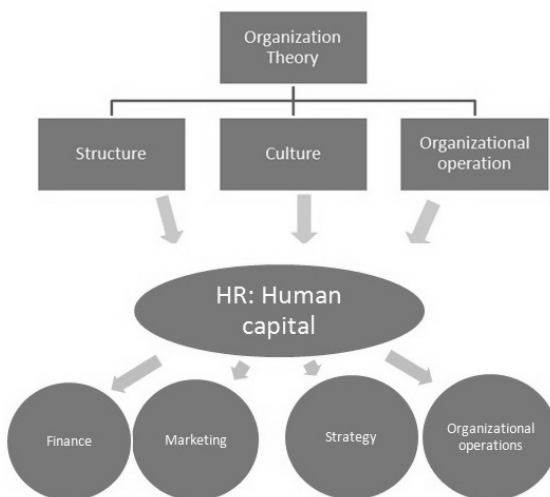 Organization
Theory
Structure
Culture
Organizational
operation
HR: Human
capital
Finance
Marketing
Strategy
Organizational
operations